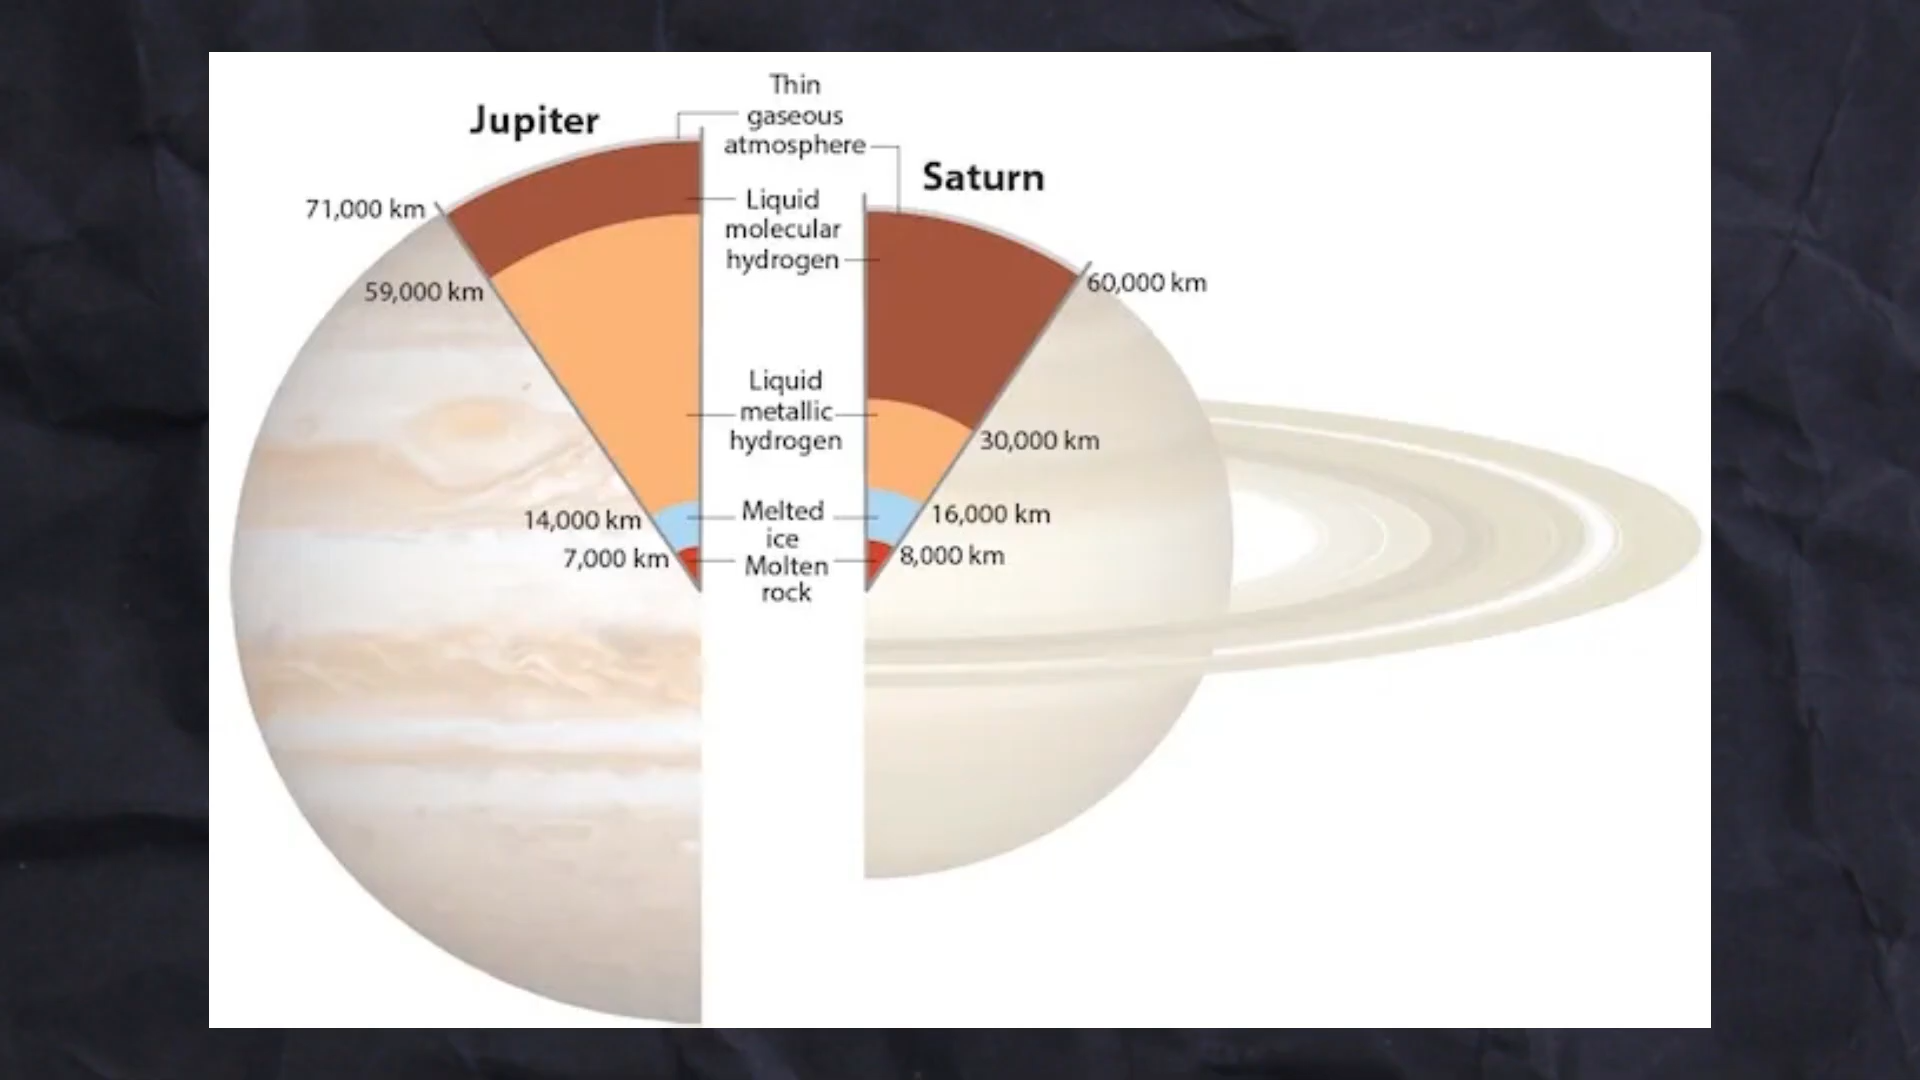 Thin
gaseous
atmosphere
Jupiter
Saturn
71,000 km
Liquid
molecular
hydrogen
59,000 km
60,000 km
Liquid
metallic
hydrogen
30,000 km
14,000 km
Melted
ice
16,000 km
7,000 km
Molten
rock
8,000 km